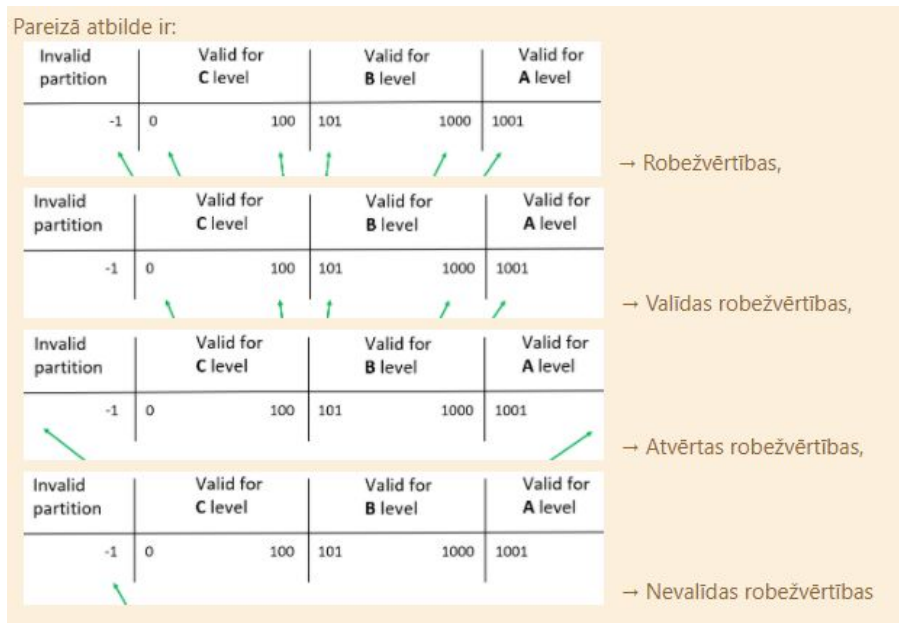 Pareizā atbilde ir:
Invalid partition Valid for C level Valid for B level Valid for A level
-1 0 100 101 1000 1001
→ Robežvērtības,
Invalid partition Valid for C level Valid for B level Valid for A level
-1 0 100 101 1000 1001
→ Valīdas robežvērtības,
Invalid partition Valid for C level Valid for B level Valid for A level
-1 0 100 101 1000 1001
→ Atvērtas robežvērtības,
Invalid partition Valid for C level Valid for B level Valid for A level
-1 0 100 101 1000 1001
→ Nevalīdas robežvērtības